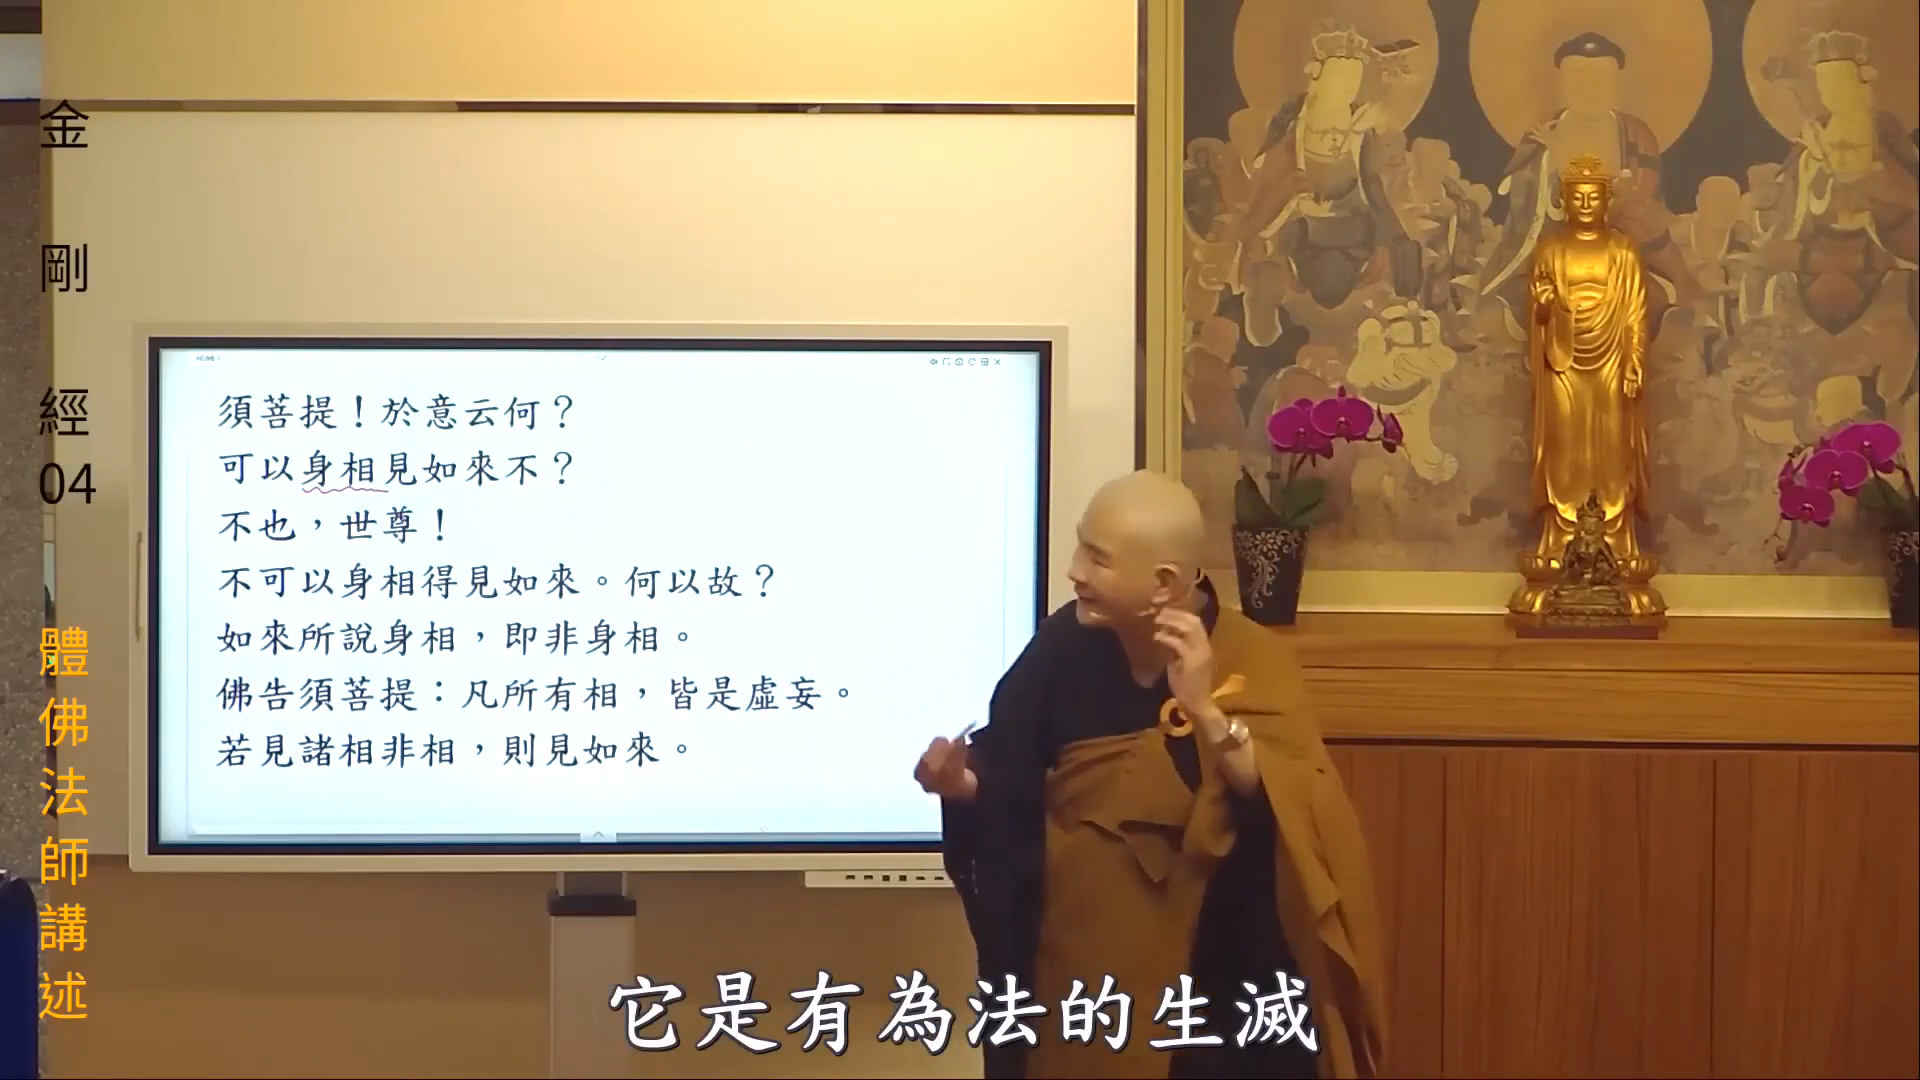 金剛經04
體佛法師講述
須菩提！於意云何？
可以身相見如來不？
不也，世尊！
不可以身相得見如來。何以故？
如來所說身相，即非身相。
佛告須菩提：凡所有相，皆是虛妄。
若見諸相非相，則見如來。
它是有為法的生滅